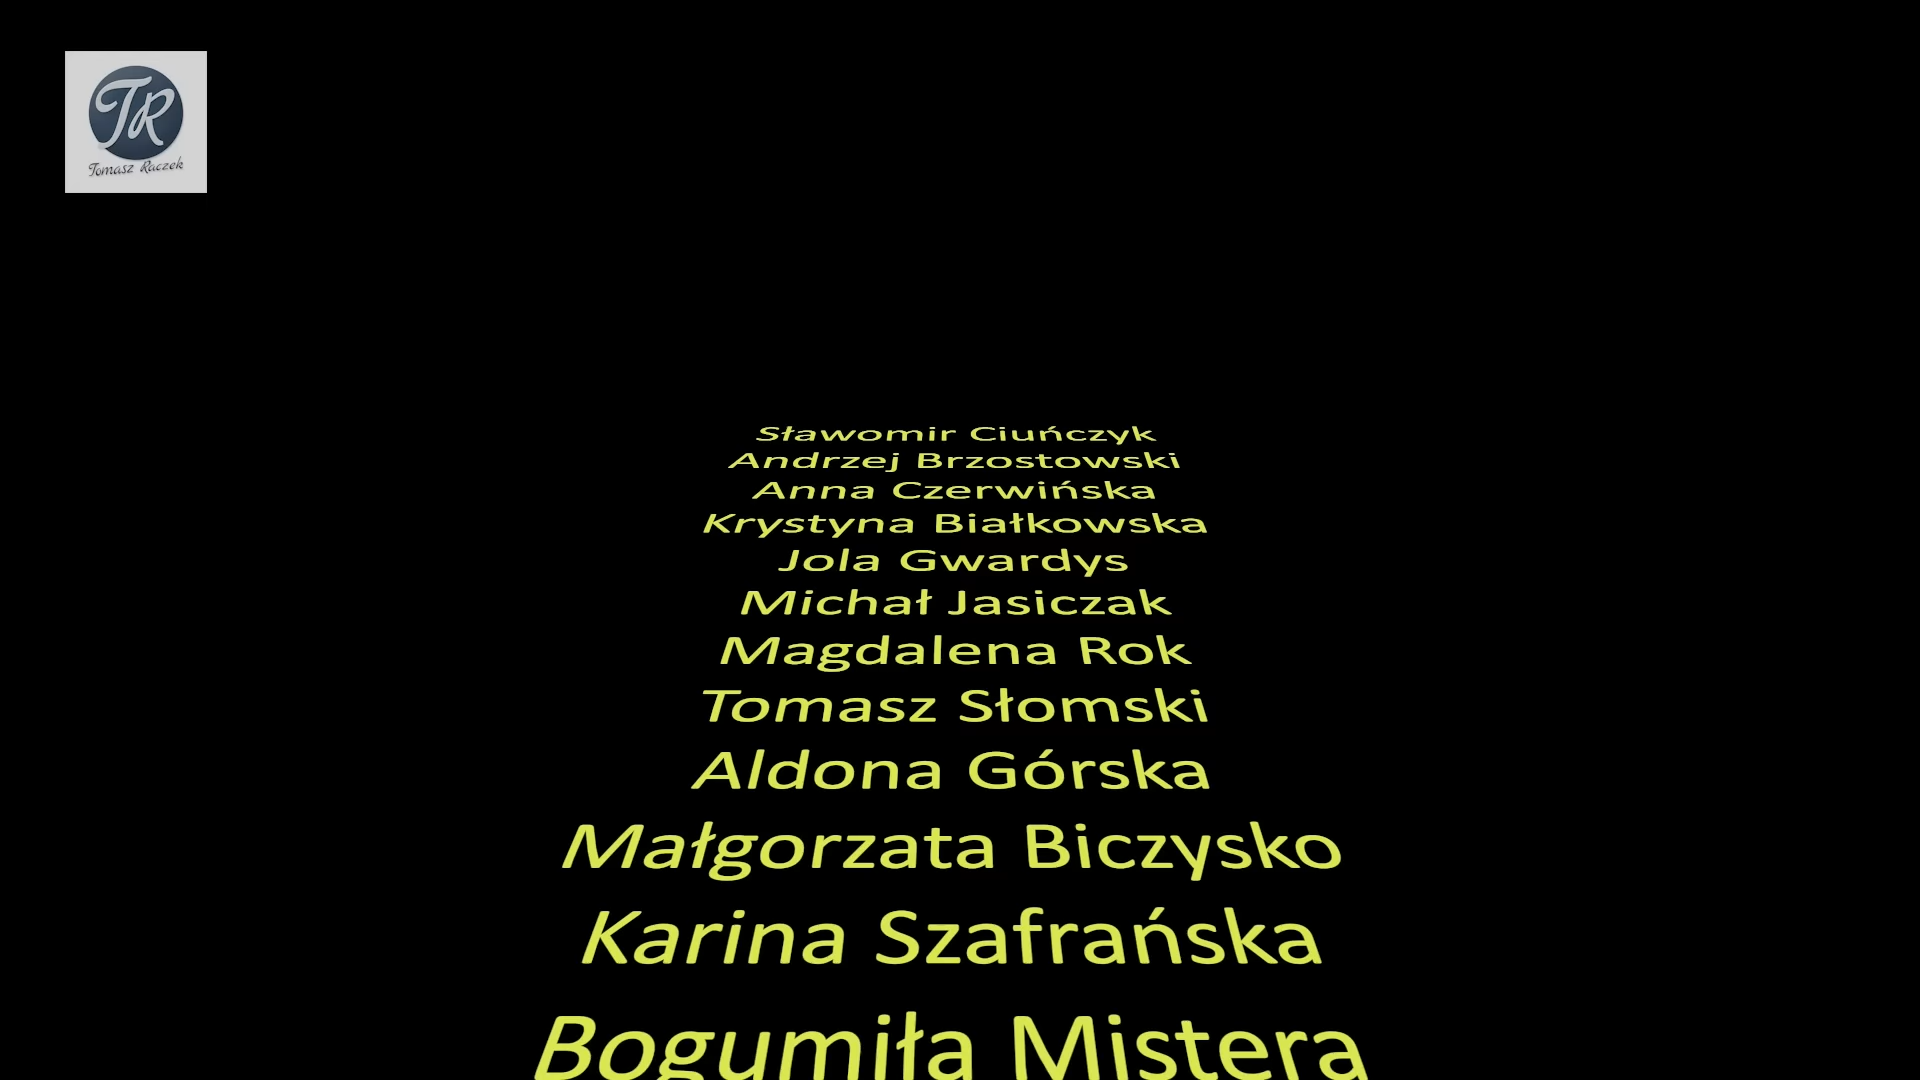 TR
Tomasz Raczek
Sławomir Ciuńczyk
Andrzej Brzostowski
Anna Czerwińska
Krystyna Białkowska
Jola Gwardys
Michał Jasiczak
Magdalena Rok
Tomasz Słomski
Aldona Górska
Małgorzata Biczysko
Karina Szafrańska
Bogumiła Mistera